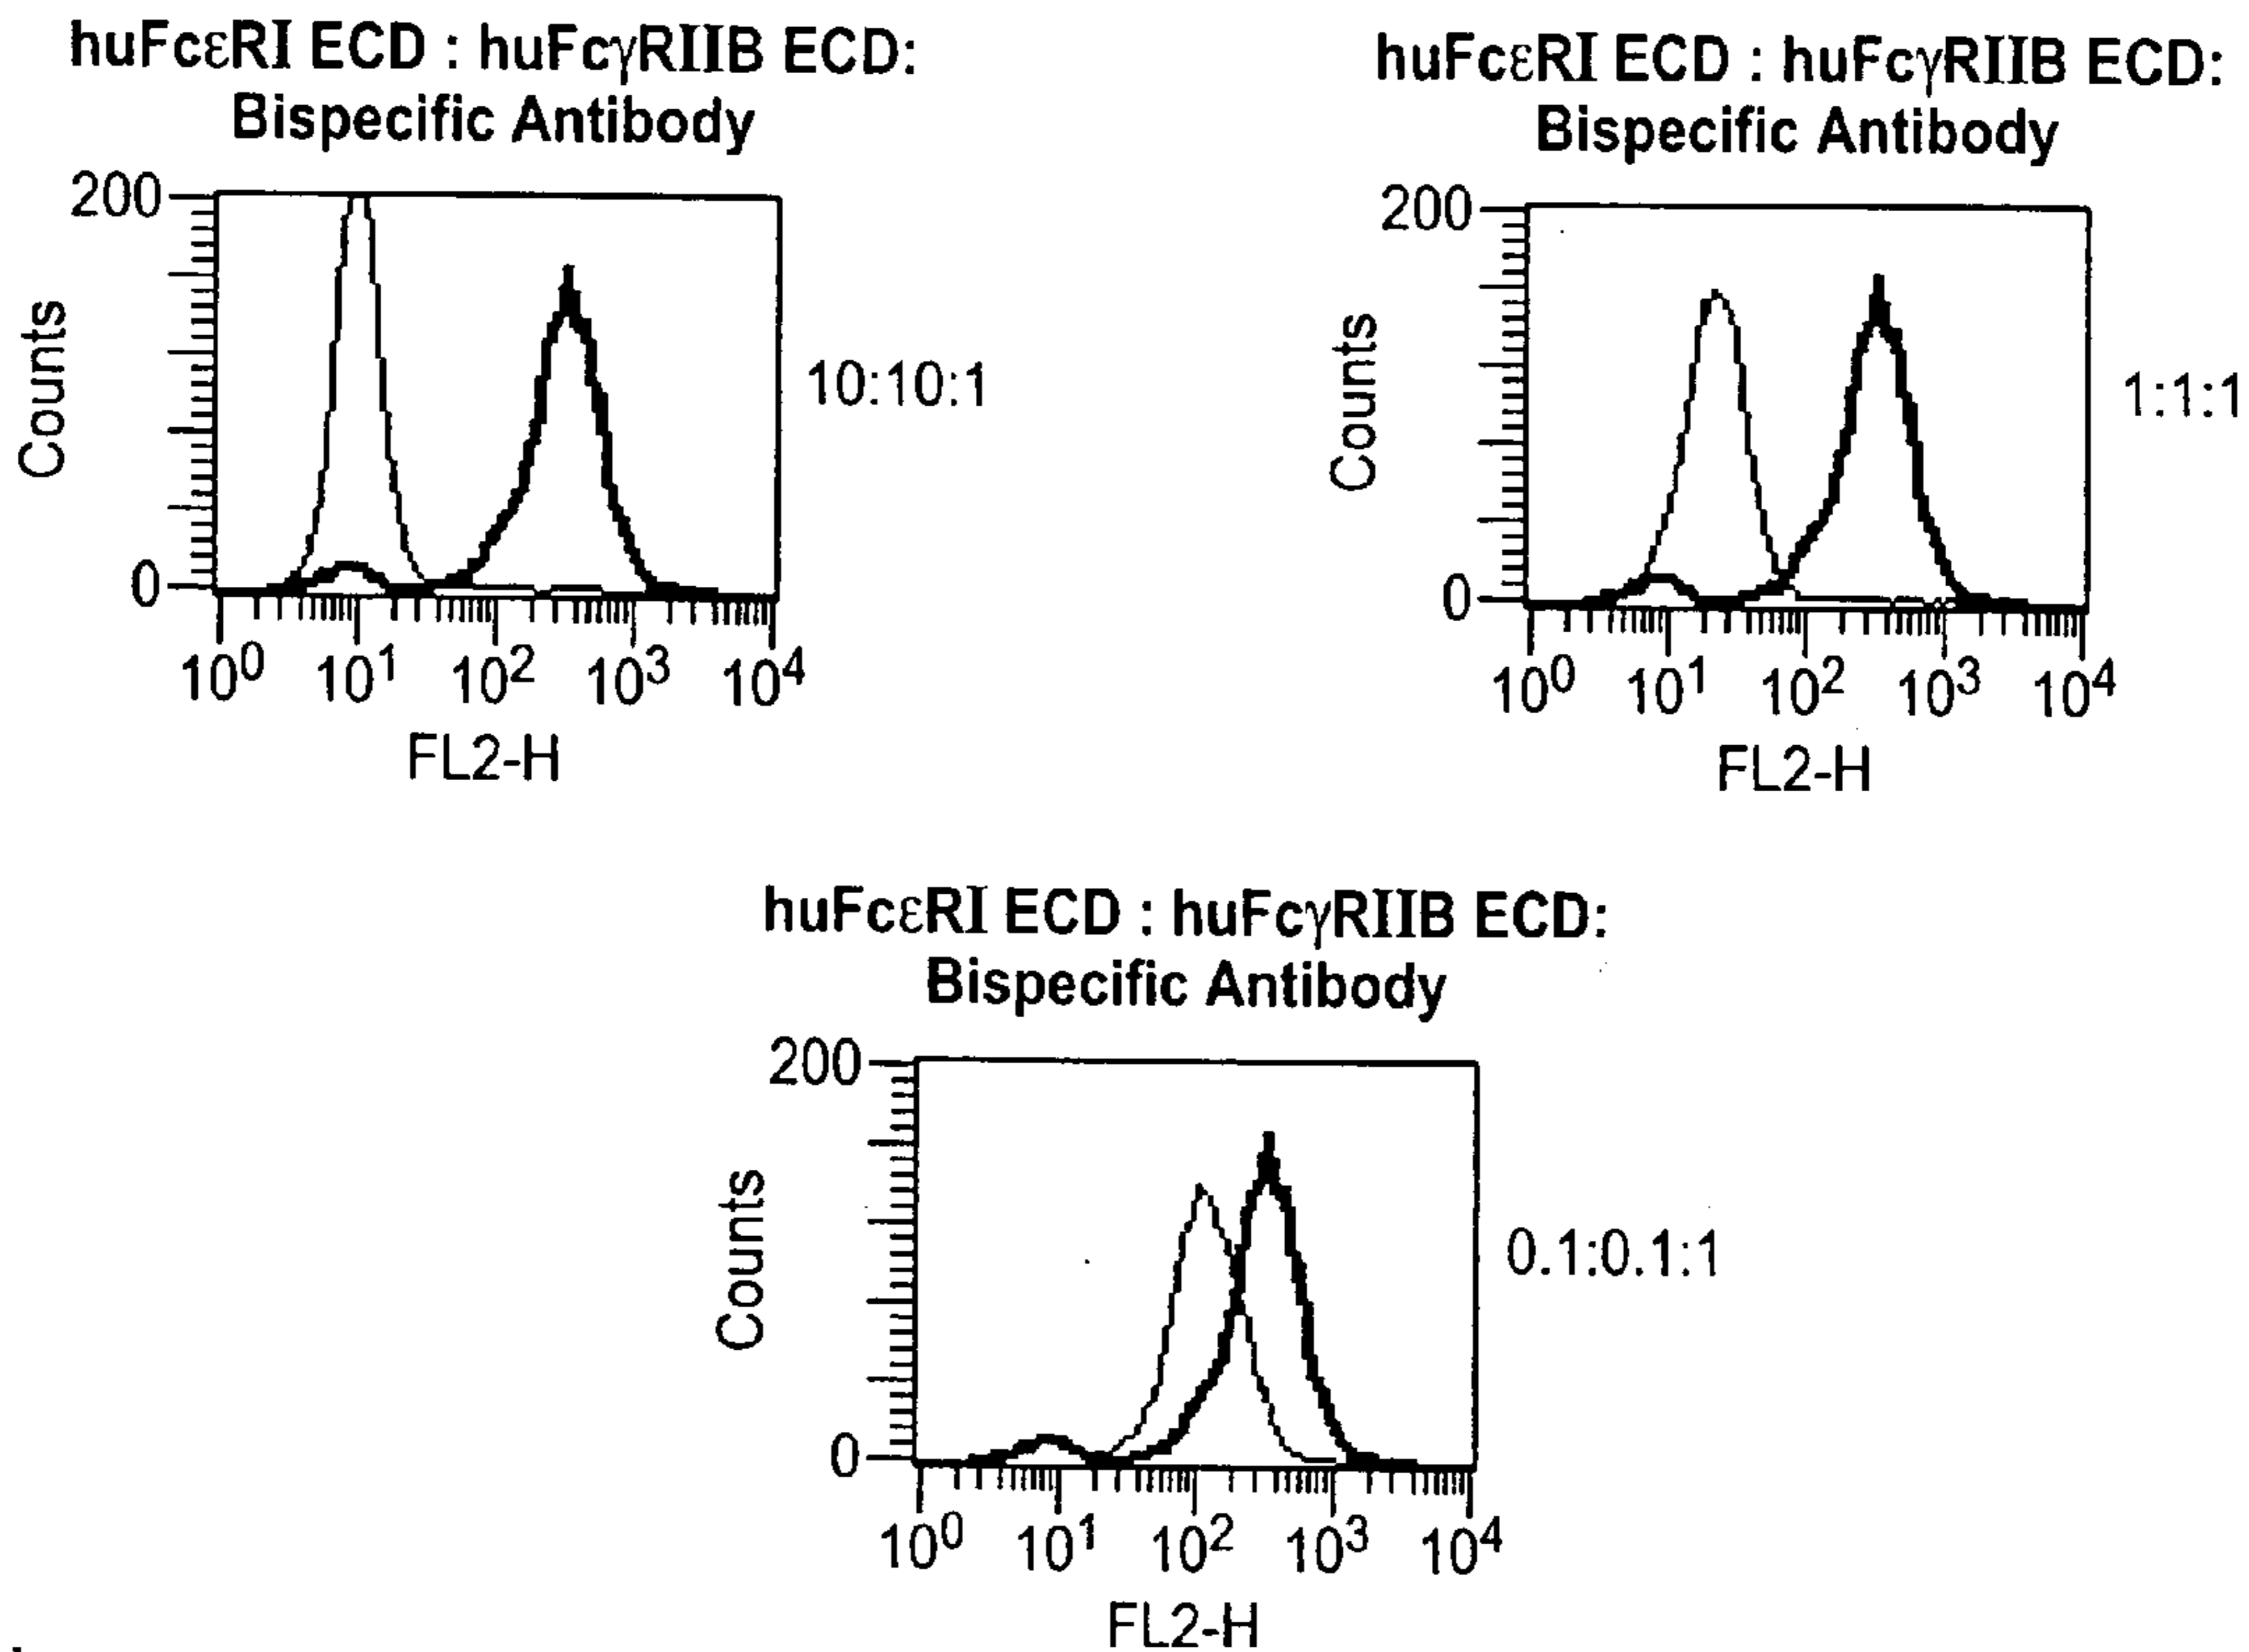 huFcεRI ECD : huFcγRIIB ECD:
Bispecific Antibody
200
Counts
0
10:10:1
10⁰ 10¹ 10² 10³ 10⁴
FL2-H
huFcεRI ECD : huFcγRIIB ECD:
Bispecific Antibody
200
Counts
0
1:1:1
10⁰ 10¹ 10² 10³ 10⁴
FL2-H
huFcεRI ECD : huFcγRIIB ECD:
Bispecific Antibody
200
Counts
0
0.1:0.1:1
10⁰ 10¹ 10² 10³ 10⁴
FL2-H